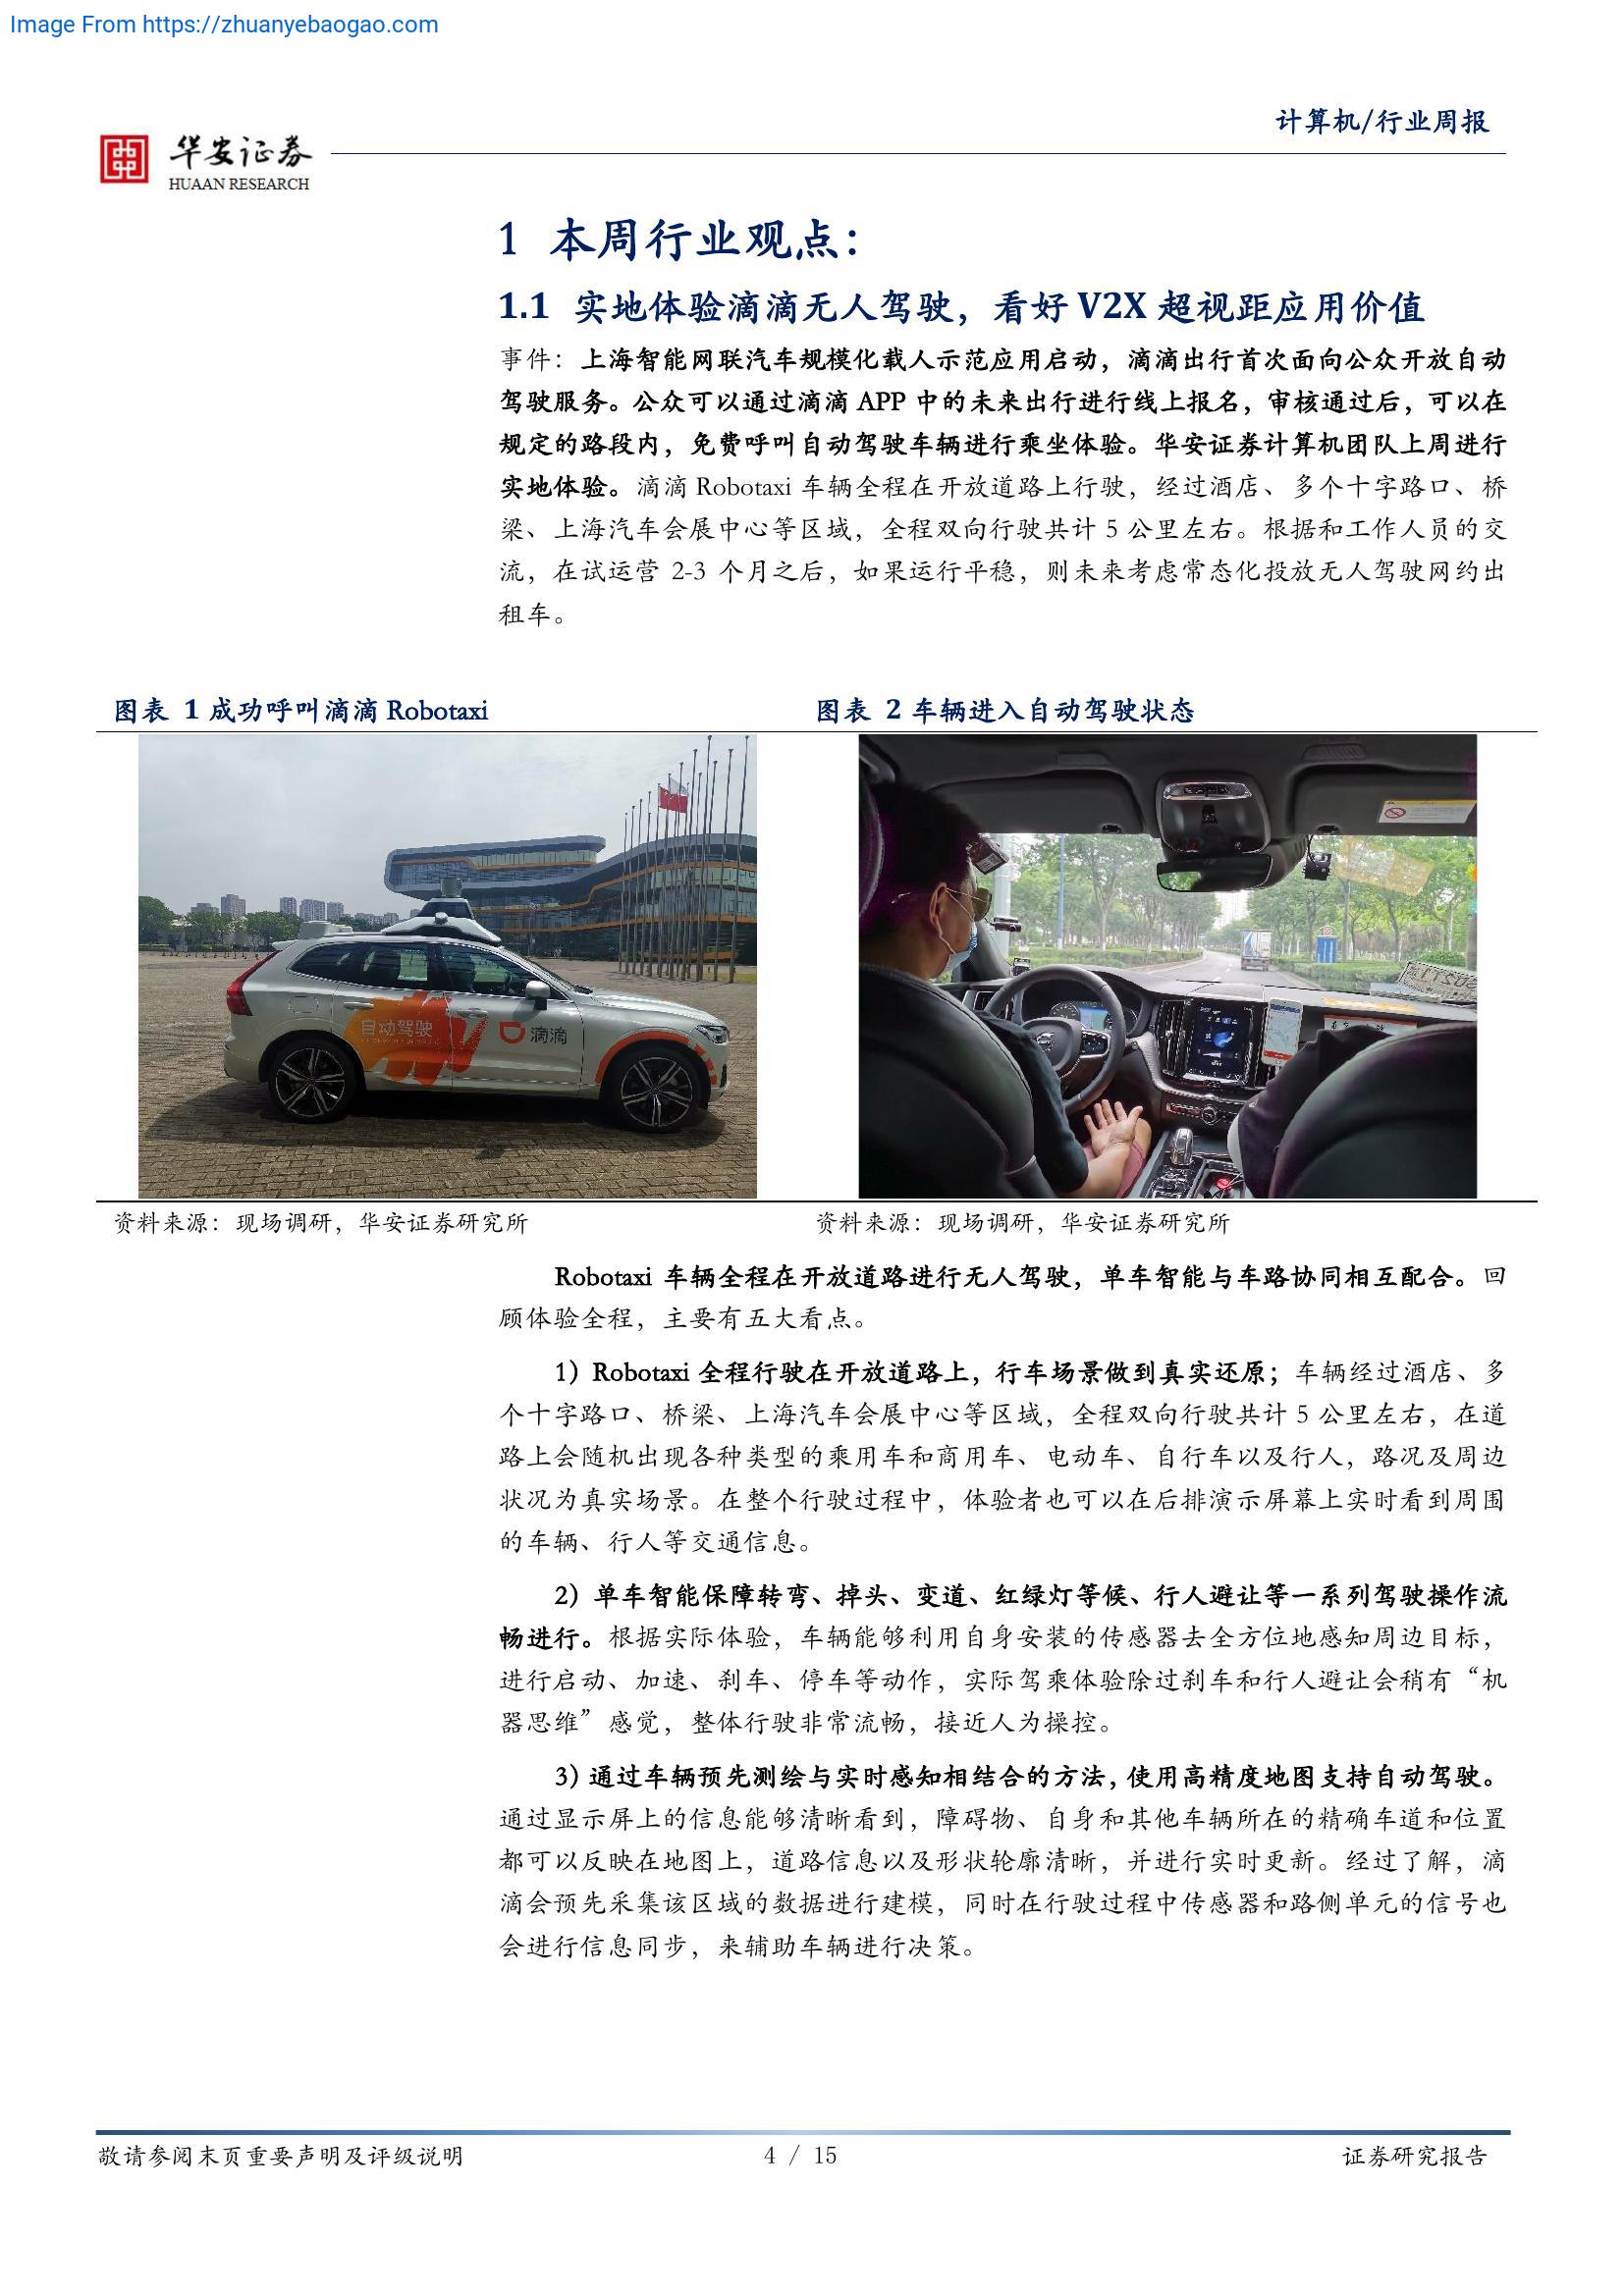 Image From https://zhuanyebaogao.com
计算机/行业周报
华安证券
HUAAN RESEARCH
1 本周行业观点：
1.1 实地体验滴滴无人驾驶，看好 V2X 超视距应用价值
事件：上海智能网联汽车规模化载人示范应用启动，滴滴出行首次面向公众开放自动
驾驶服务。公众可以通过滴滴 APP 中的未来出行进行线上报名，审核通过后，可以在
规定的路段内，免费呼叫自动驾驶车辆进行乘坐体验。华安证券计算机团队上周进行
实地体验。滴滴 Robotaxi 车辆全程在开放道路上行驶，经过酒店、多个十字路口、桥
梁、上海汽车会展中心等区域，全程双向行驶共计 5 公里左右。根据和工作人员的交
流，在试运营 2-3 个月之后，如果运行平稳，则未来考虑常态化投放无人驾驶网约出
租车。
图表 1 成功呼叫滴滴 Robotaxi
图表 2 车辆进入自动驾驶状态
自动驾驶
滴滴
资料来源：现场调研，华安证券研究所
资料来源：现场调研，华安证券研究所
Robotaxi 车辆全程在开放道路进行无人驾驶，单车智能与车路协同相互配合。回
顾体验全程，主要有五大看点。
1）Robotaxi 全程行驶在开放道路上，行车场景做到真实还原；车辆经过酒店、多
个十字路口、桥梁、上海汽车会展中心等区域，全程双向行驶共计 5 公里左右，在道
路上会随机出现各种类型的乘用车和商用车、电动车、自行车以及行人，路况及周边
状况为真实场景。在整个行驶过程中，体验者也可以在后排演示屏幕上实时看到周围
的车辆、行人等交通信息。
2）单车智能保障转弯、掉头、变道、红绿灯等候、行人避让等一系列驾驶操作流
畅进行。根据实际体验，车辆能够利用自身安装的传感器去全方位地感知周边目标，
进行启动、加速、刹车、停车等动作，实际驾乘体验除过刹车和行人避让会稍有“机
器思维”感觉，整体行驶非常流畅，接近人为操控。
3）通过车辆预先测绘与实时感知相结合的方法，使用高精度地图支持自动驾驶。
通过显示屏上的信息能够清晰看到，障碍物、自身和其他车辆所在的精确车道和位置
都可以反映在地图上，道路信息以及形状轮廓清晰，并进行实时更新。经过了解，滴
滴会预先采集该区域的数据进行建模，同时在行驶过程中传感器和路侧单元的信号也
会进行信息同步，来辅助车辆进行决策。
敬请参阅末页重要声明及评级说明
4 / 15
证券研究报告